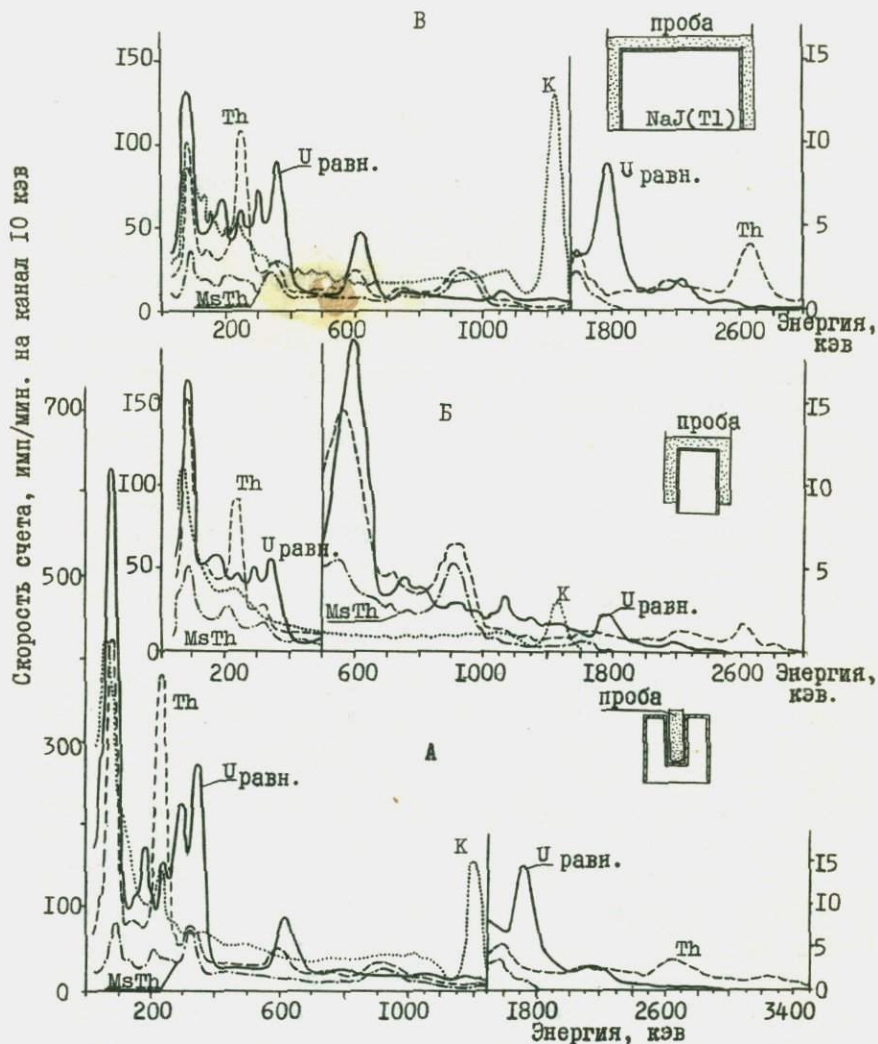 Скорость счета, имп/мин. на канал I0 кэв
В
проба
NaJ(Tl)
I50
I00
50
0
Th
U равн.
MsTh
K
U равн.
Th
I5
I0
5
0
200
600
I000
I800
2600
Энергия,
кэв
Б
проба
700
500
300
I00
0
I50
I00
50
0
Th
U равн.
MsTh
MsTh
K
U равн.
I5
I0
5
200
600
I000
I800
2600
Энергия,
кэв.
А
проба
Th
U равн.
MsTh
K
U равн.
Th
I5
I0
5
0
200
600
I000
I800
2600
3400
Энергия, кэв